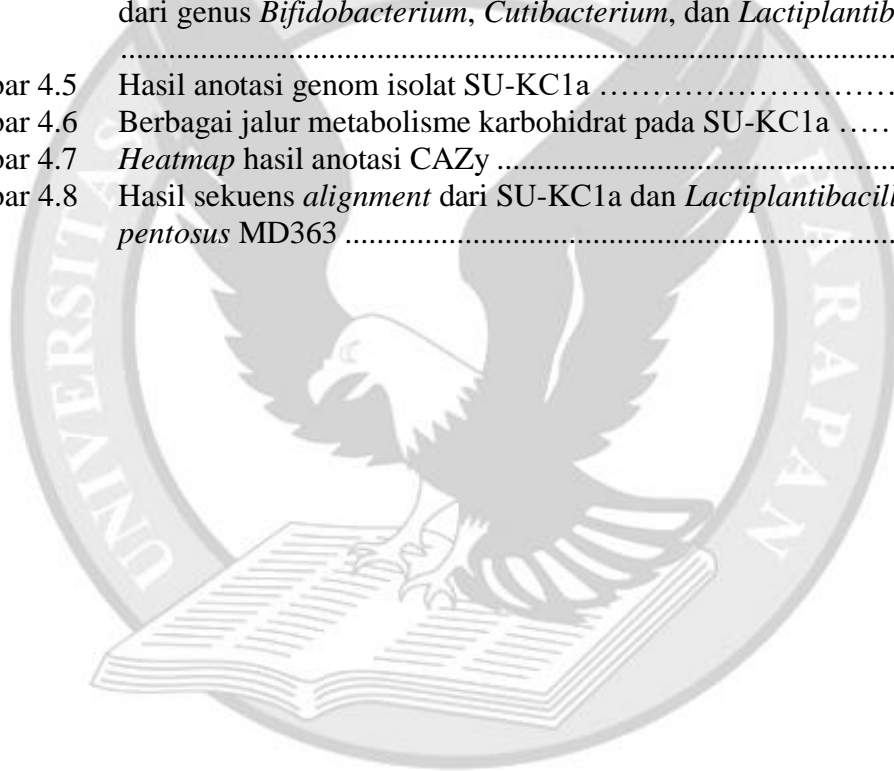 dari genus Bifidobacterium, Cutibacterium, dan Lactiplantib
....................................................................................................
bar 4.5 Hasil anotasi genom isolat SU-KC1a ………………………
bar 4.6 Berbagai jalur metabolisme karbohidrat pada SU-KC1a ……
bar 4.7 Heatmap hasil anotasi CAZy ..........................................................
bar 4.8 Hasil sekuens alignment dari SU-KC1a dan Lactiplantibacill
pentosus MD363 ..................................................................................
UNIVERSITAS
HARAPAN